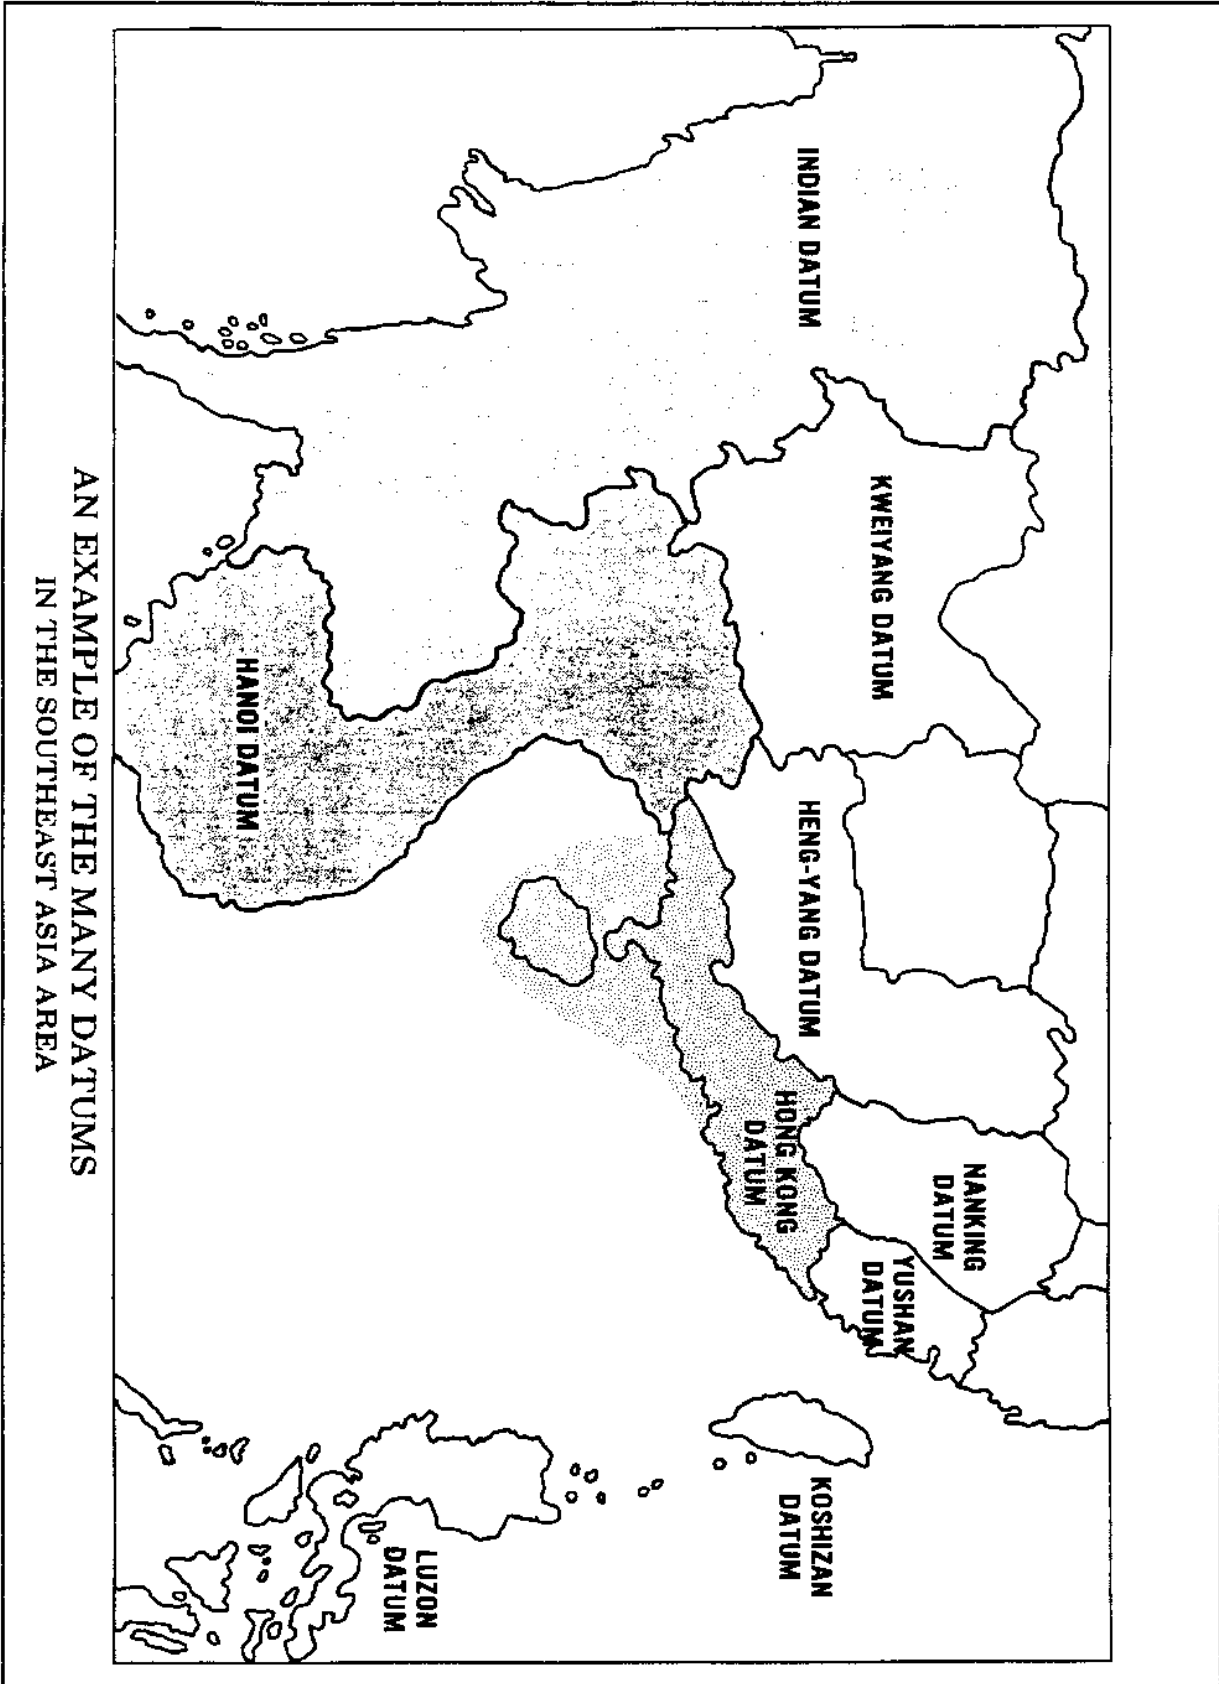 INDIAN DATUM
KWEIYANG DATUM
HENG-YANG DATUM
NANKING
DATUM
YUSHAN
DATUM
HONG KONG
DATUM
KOSHIZAN
DATUM
HANOI DATUM
LUZON
DATUM
AN EXAMPLE OF THE MANY DATUMS
IN THE SOUTHEAST ASIA AREA